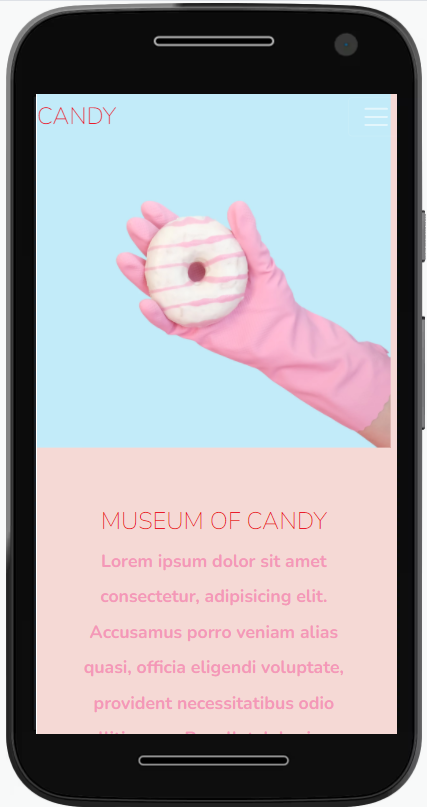 CANDY
MUSEUM OF CANDY
Lorem ipsum dolor sit amet
consectetur, adipisicing elit.
Accusamus porro veniam alias
quasi, officia eligendi voluptate,
provident necessitatibus odio